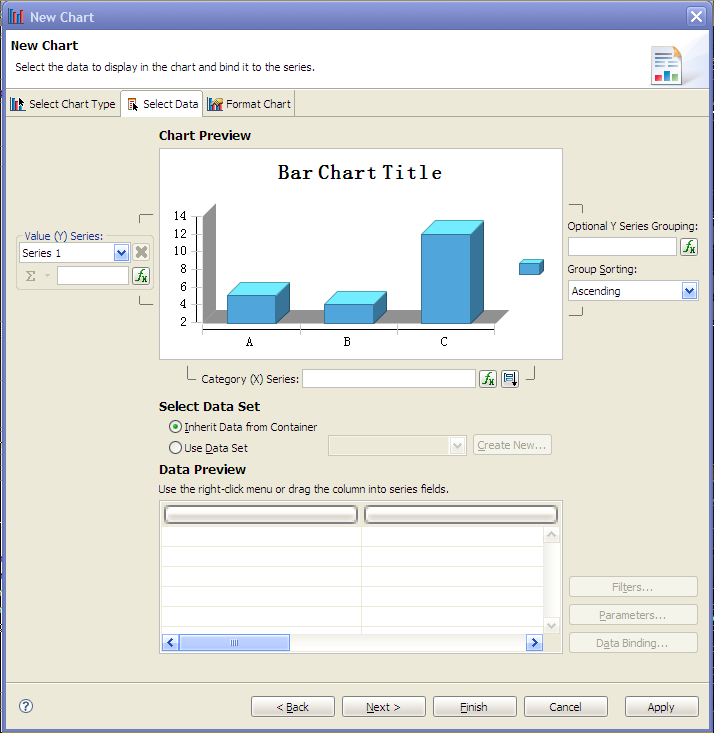 New Chart
New Chart
Select the data to display in the chart and bind it to the series.
Select Chart Type
Select Data
Format Chart
Chart Preview
Bar Chart Title
14
12
10
8
6
4
2
A
B
C
Value (Y) Series:
Series 1
Σ
fx
Optional Y Series Grouping:
fx
Group Sorting:
Ascending
Category (X) Series:
fx
Select Data Set
Inherit Data from Container
Use Data Set
Create New...
Data Preview
Use the right-click menu or drag the column into series fields.
Filters...
Parameters...
Data Binding...
?
< Back
Next >
Finish
Cancel
Apply